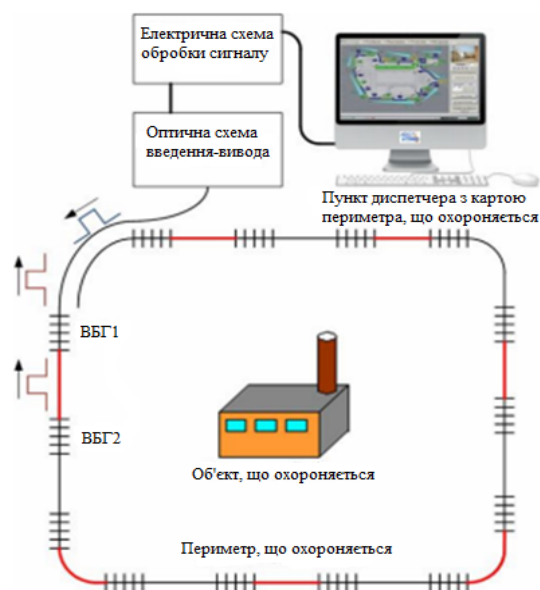 Електрична схема
обробки сигналу
Оптична схема
введення-вивода
Пункт диспетчера з картою
периметра, що охороняється
ВБГ1
ВБГ2
Об'єкт, що охороняється
Периметр, що охороняється